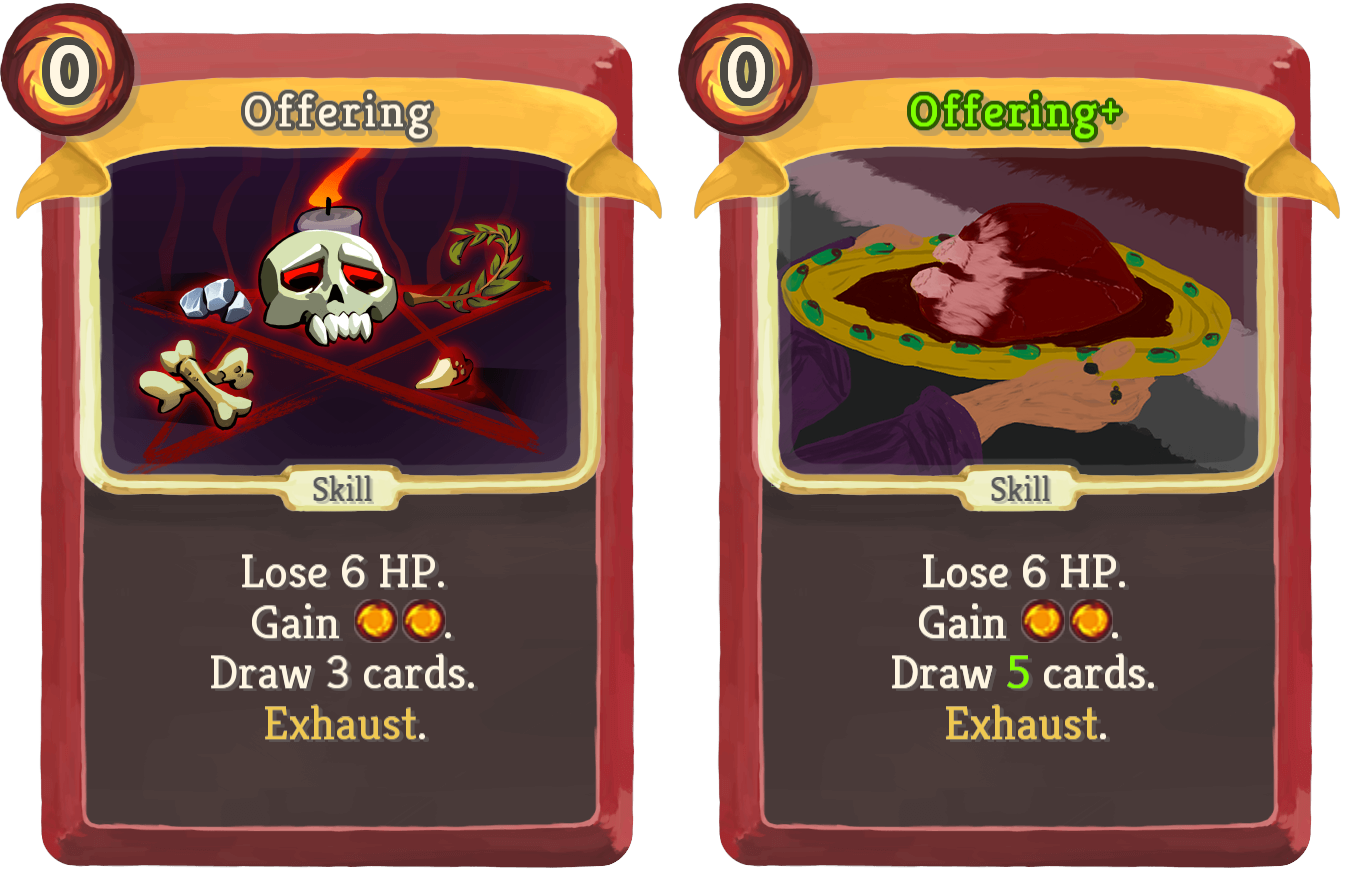 0
Offering
Skill
Lose 6 HP.
Gain .
Draw 3 cards.
Exhaust.
0
Offering+
Skill
Lose 6 HP.
Gain .
Draw 5 cards.
Exhaust.